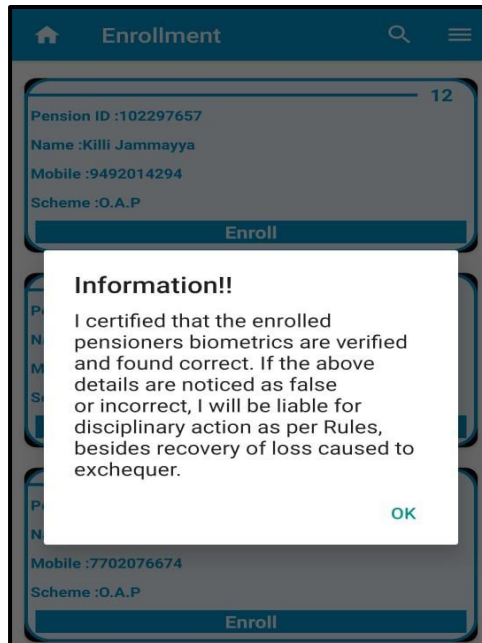 Enrollment
12
Pension ID :102297657
Name :Killi Jammayya
Mobile :9492014294
Scheme :O.A.P
Enroll
Information!!
I certified that the enrolled
pensioners biometrics are verified
and found correct. If the above
details are noticed as false
or incorrect, I will be liable for
disciplinary action as per Rules,
besides recovery of loss caused to
exchequer.
OK
Mobile :7702076674
Scheme :O.A.P
Enroll